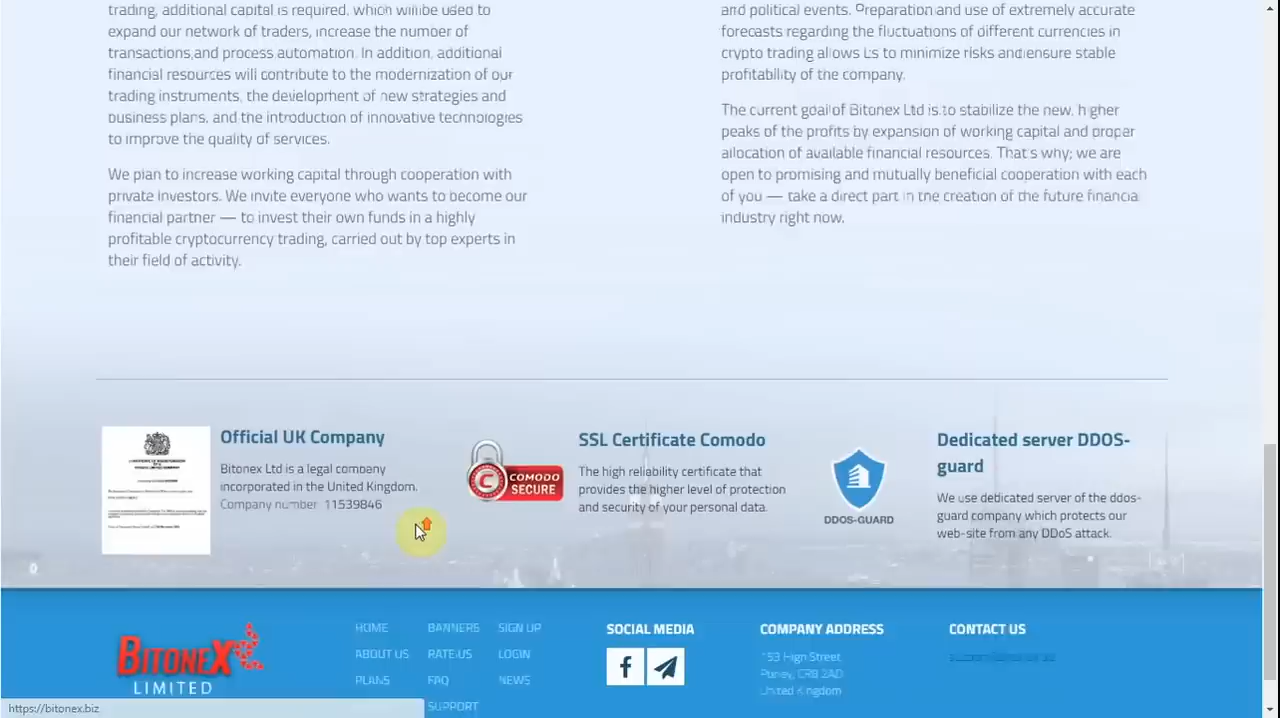 trading, additional capital is required, which will be used to
expand our network of traders, increase the number of
transactions and process automation. In addition, additional
financial resources will contribute to the modernization of our
trading instruments, the development of new strategies and
business plans, and the introduction of innovative technologies
to improve the quality of services.
We plan to increase working capital through cooperation with
private investors. We invite everyone who wants to become our
financial partner — to invest their own funds in a highly
profitable cryptocurrency trading, carried out by top experts in
their field of activity.
and political events. Preparation and use of extremely accurate
forecasts regarding the fluctuations of different currencies in
crypto trading allows us to minimize risks and ensure stable
profitability of the company.
The current goal of Bitonex Ltd is to stabilize the new, higher
peaks of the profits by expansion of working capital and proper
allocation of available financial resources. That's why; we are
open to promising and mutually beneficial cooperation with each
of you — take a direct part in the creation of the future financial
industry right now.
Official UK Company
Bitonex Ltd is a legal company
incorporated in the United Kingdom.
Company number: 11539846
COMODO
SECURE
SSL Certificate Comodo
The high reliability certificate that
provides the higher level of protection
and security of your personal data.
DDOS-GUARD
Dedicated server DDOS-
guard
We use dedicated server of the ddos-
guard company which protects our
web-site from any DDoS attack.
BITONEX
LIMITED
HOME
ABOUT US
PLANS
BANNERS
RATE US
FAQ
SUPPORT
SIGN UP
LOGIN
NEWS
SOCIAL MEDIA
COMPANY ADDRESS
153 High Street,
Purley, CR8 2AD
United Kingdom
CONTACT US
https://bitonex.biz